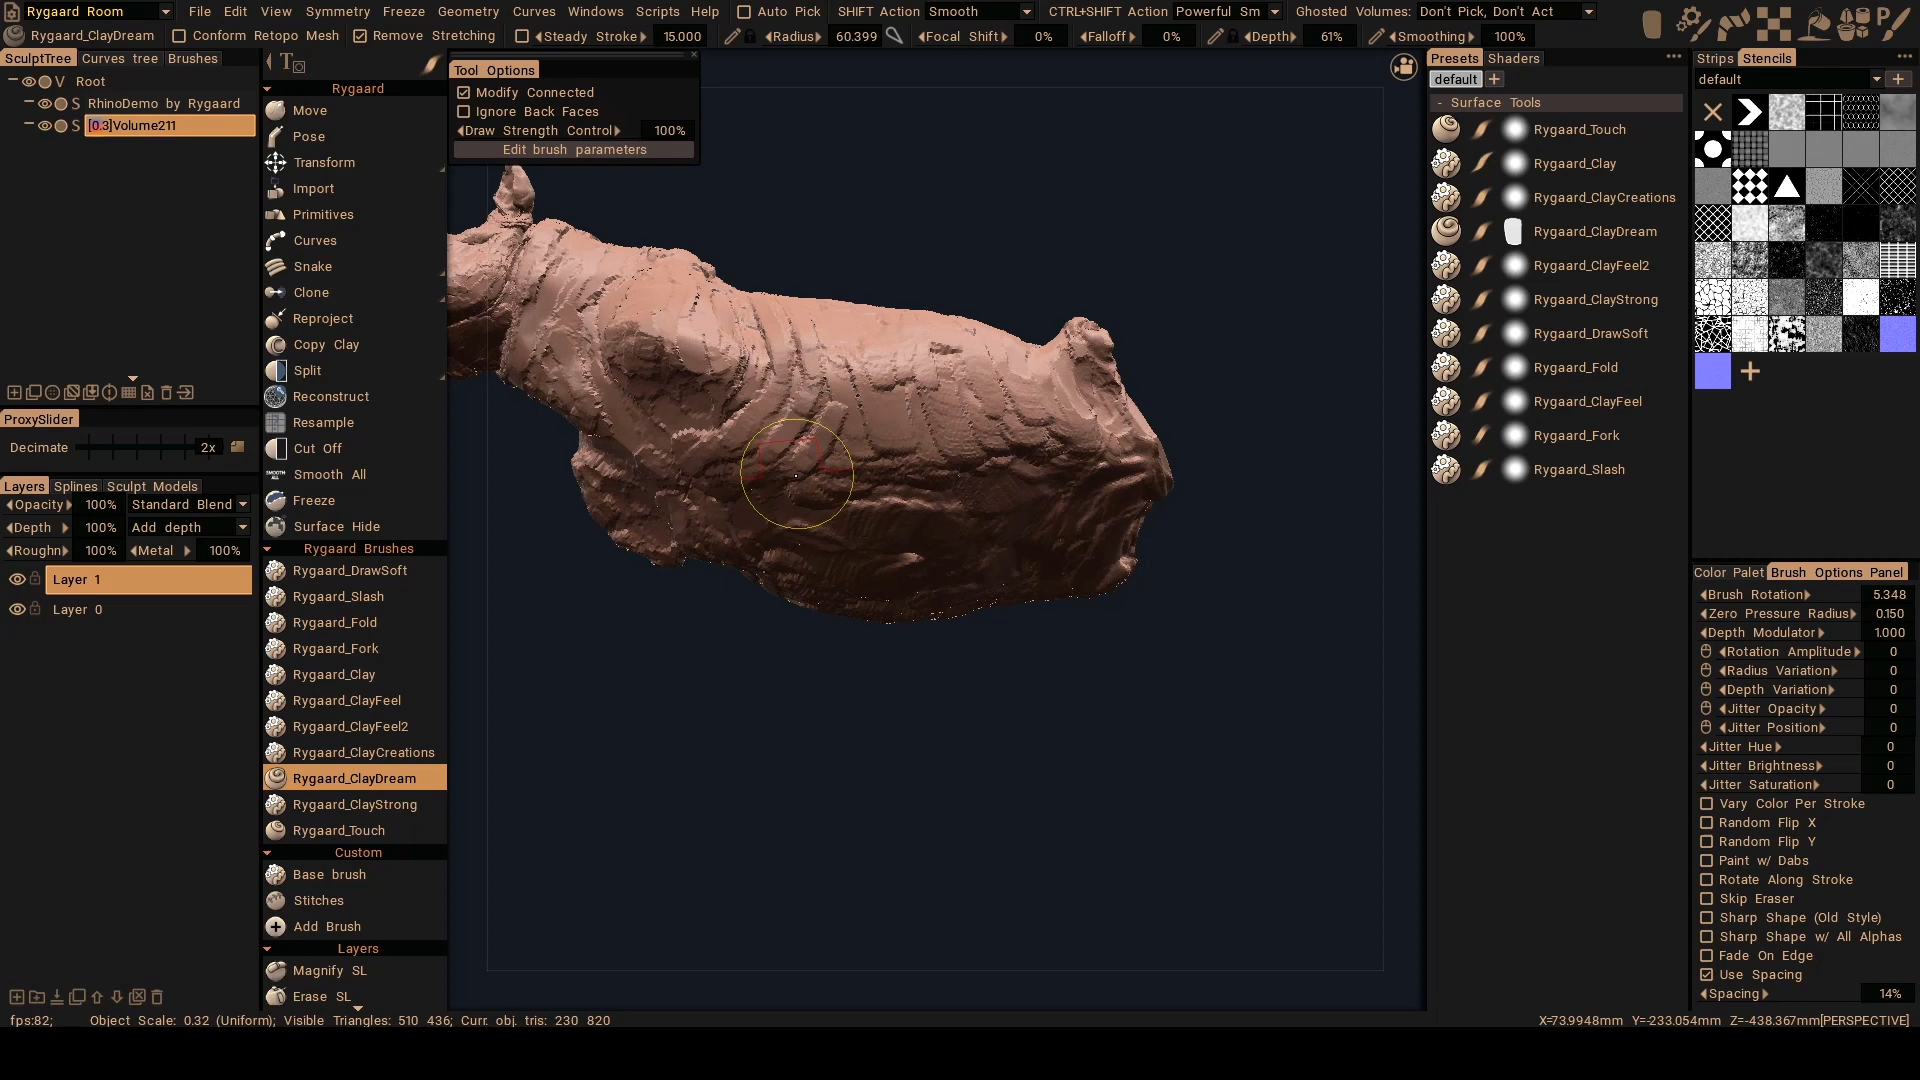 Rygaard Room File Edit View Symmetry Freeze Geometry Curves Windows Scripts Help Auto Pick SHIFT Action Smooth CTRL+SHIFT Action Powerful Sm Ghosted Volumes: Don't Pick, Don't Act
Rygaard_ClayDream Conform Retopo Mesh Remove Stretching Steady Stroke 15.000 Radius 60.399 Focal Shift 0% Falloff 0% Depth 61% Smoothing 100%
SculptTree Curves tree Brushes
V Root
S RhinoDemo by Rygaard
S [0.3]Volume211
ProxySlider
Decimate 2x
Layers Splines Sculpt Models
Opacity 100% Standard Blend
Depth 100% Add depth
Roughn 100% Metal 100%
Layer 1
Layer 0
Rygaard
Move
Pose
Transform
Import
Primitives
Curves
Snake
Clone
Reproject
Copy Clay
Split
Reconstruct
Resample
Cut Off
Smooth All
Freeze
Surface Hide
Rygaard Brushes
Rygaard_DrawSoft
Rygaard_Slash
Rygaard_Fold
Rygaard_Fork
Rygaard_Clay
Rygaard_ClayFeel
Rygaard_ClayFeel2
Rygaard_ClayCreations
Rygaard_ClayDream
Rygaard_ClayStrong
Rygaard_Touch
Custom
Base brush
Stitches
Add Brush
Layers
Magnify SL
Erase SL
Tool Options
Modify Connected
Ignore Back Faces
Draw Strength Control 100%
Edit brush parameters
Presets Shaders
default +
- Surface Tools
Rygaard_Touch
Rygaard_Clay
Rygaard_ClayCreations
Rygaard_ClayDream
Rygaard_ClayFeel2
Rygaard_ClayStrong
Rygaard_DrawSoft
Rygaard_Fold
Rygaard_ClayFeel
Rygaard_Fork
Rygaard_Slash
Strips Stencils
default
Color Palet Brush Options Panel
Brush Rotation 5.348
Zero Pressure Radius 0.150
Depth Modulator 1.000
Rotation Amplitude 0
Radius Variation 0
Depth Variation 0
Jitter Opacity 0
Jitter Position 0
Jitter Hue 0
Jitter Brightness 0
Jitter Saturation 0
Vary Color Per Stroke
Random Flip X
Random Flip Y
Paint w/ Dabs
Rotate Along Stroke
Skip Eraser
Sharp Shape (Old Style)
Sharp Shape w/ All Alphas
Fade On Edge
Use Spacing
Spacing 14%
fps:82; Object Scale: 0.32 (Uniform); Visible Triangles: 510 436; Curr. obj. tris: 230 820
X=73.9948mm Y=-233.054mm Z=-438.367mm[PERSPECTIVE]